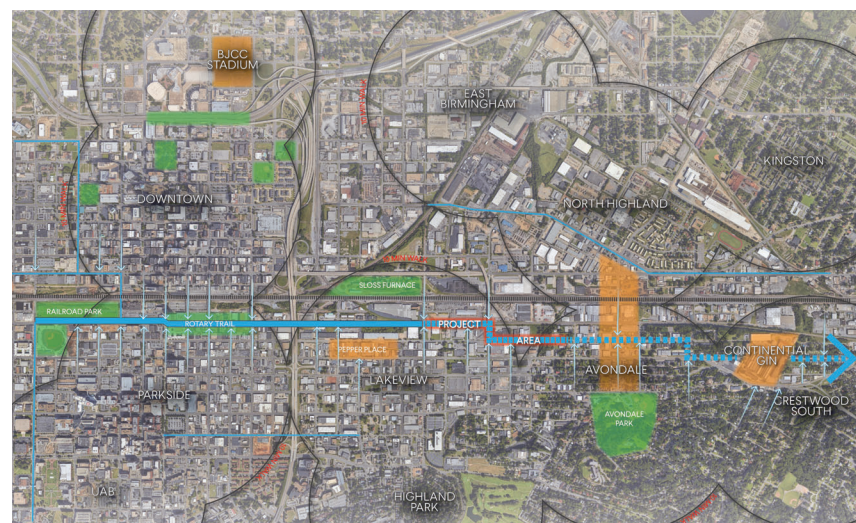 BJCC
STADIUM
EAST
BIRMINGHAM
KINGSTON
DOWNTOWN
NORTH HIGHLAND
SLOSS FURNACE
RAILROAD PARK
ROTARY TRAIL
PROJECT
AREA
PEPPER PLACE
CONTINENTIAL
GIN
AVONDALE
LAKEVIEW
PARKSIDE
CRESTWOOD
SOUTH
AVONDALE
PARK
UAB
HIGHLAND
PARK